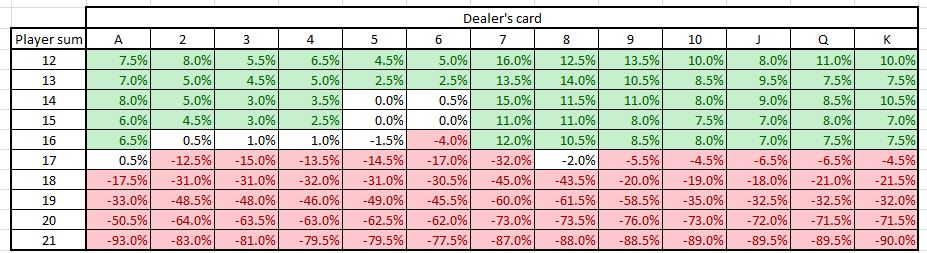 Dealer's card
Player sum A 2 3 4 5 6 7 8 9 10 J Q K
12 7.5% 8.0% 5.5% 6.5% 4.5% 5.0% 16.0% 12.5% 13.5% 10.0% 8.0% 11.0% 10.0%
13 7.0% 5.0% 4.5% 5.0% 2.5% 2.5% 13.5% 14.0% 10.5% 8.5% 9.5% 7.5% 7.5%
14 8.0% 5.0% 3.0% 3.5% 0.0% 0.5% 15.0% 11.5% 11.0% 8.0% 9.0% 8.5% 10.5%
15 6.0% 4.5% 3.0% 2.5% 0.0% 0.0% 11.0% 11.0% 8.0% 7.5% 7.0% 8.0% 7.0%
16 6.5% 0.5% 1.0% 1.0% -1.5% -4.0% 12.0% 10.5% 8.5% 8.0% 7.0% 7.5% 7.5%
17 0.5% -12.5% -15.0% -13.5% -14.5% -17.0% -32.0% -2.0% -5.5% -4.5% -6.5% -6.5% -4.5%
18 -17.5% -31.0% -31.0% -32.0% -31.0% -30.5% -45.0% -43.5% -20.0% -19.0% -18.0% -21.0% -21.5%
19 -33.0% -48.5% -48.0% -46.0% -49.0% -45.5% -60.0% -61.5% -58.5% -35.0% -32.5% -32.5% -32.0%
20 -50.5% -64.0% -63.5% -63.0% -62.5% -62.0% -73.0% -73.5% -76.0% -73.0% -72.0% -71.5% -71.5%
21 -93.0% -83.0% -81.0% -79.5% -79.5% -77.5% -87.0% -88.0% -88.5% -89.0% -89.5% -89.5% -90.0%